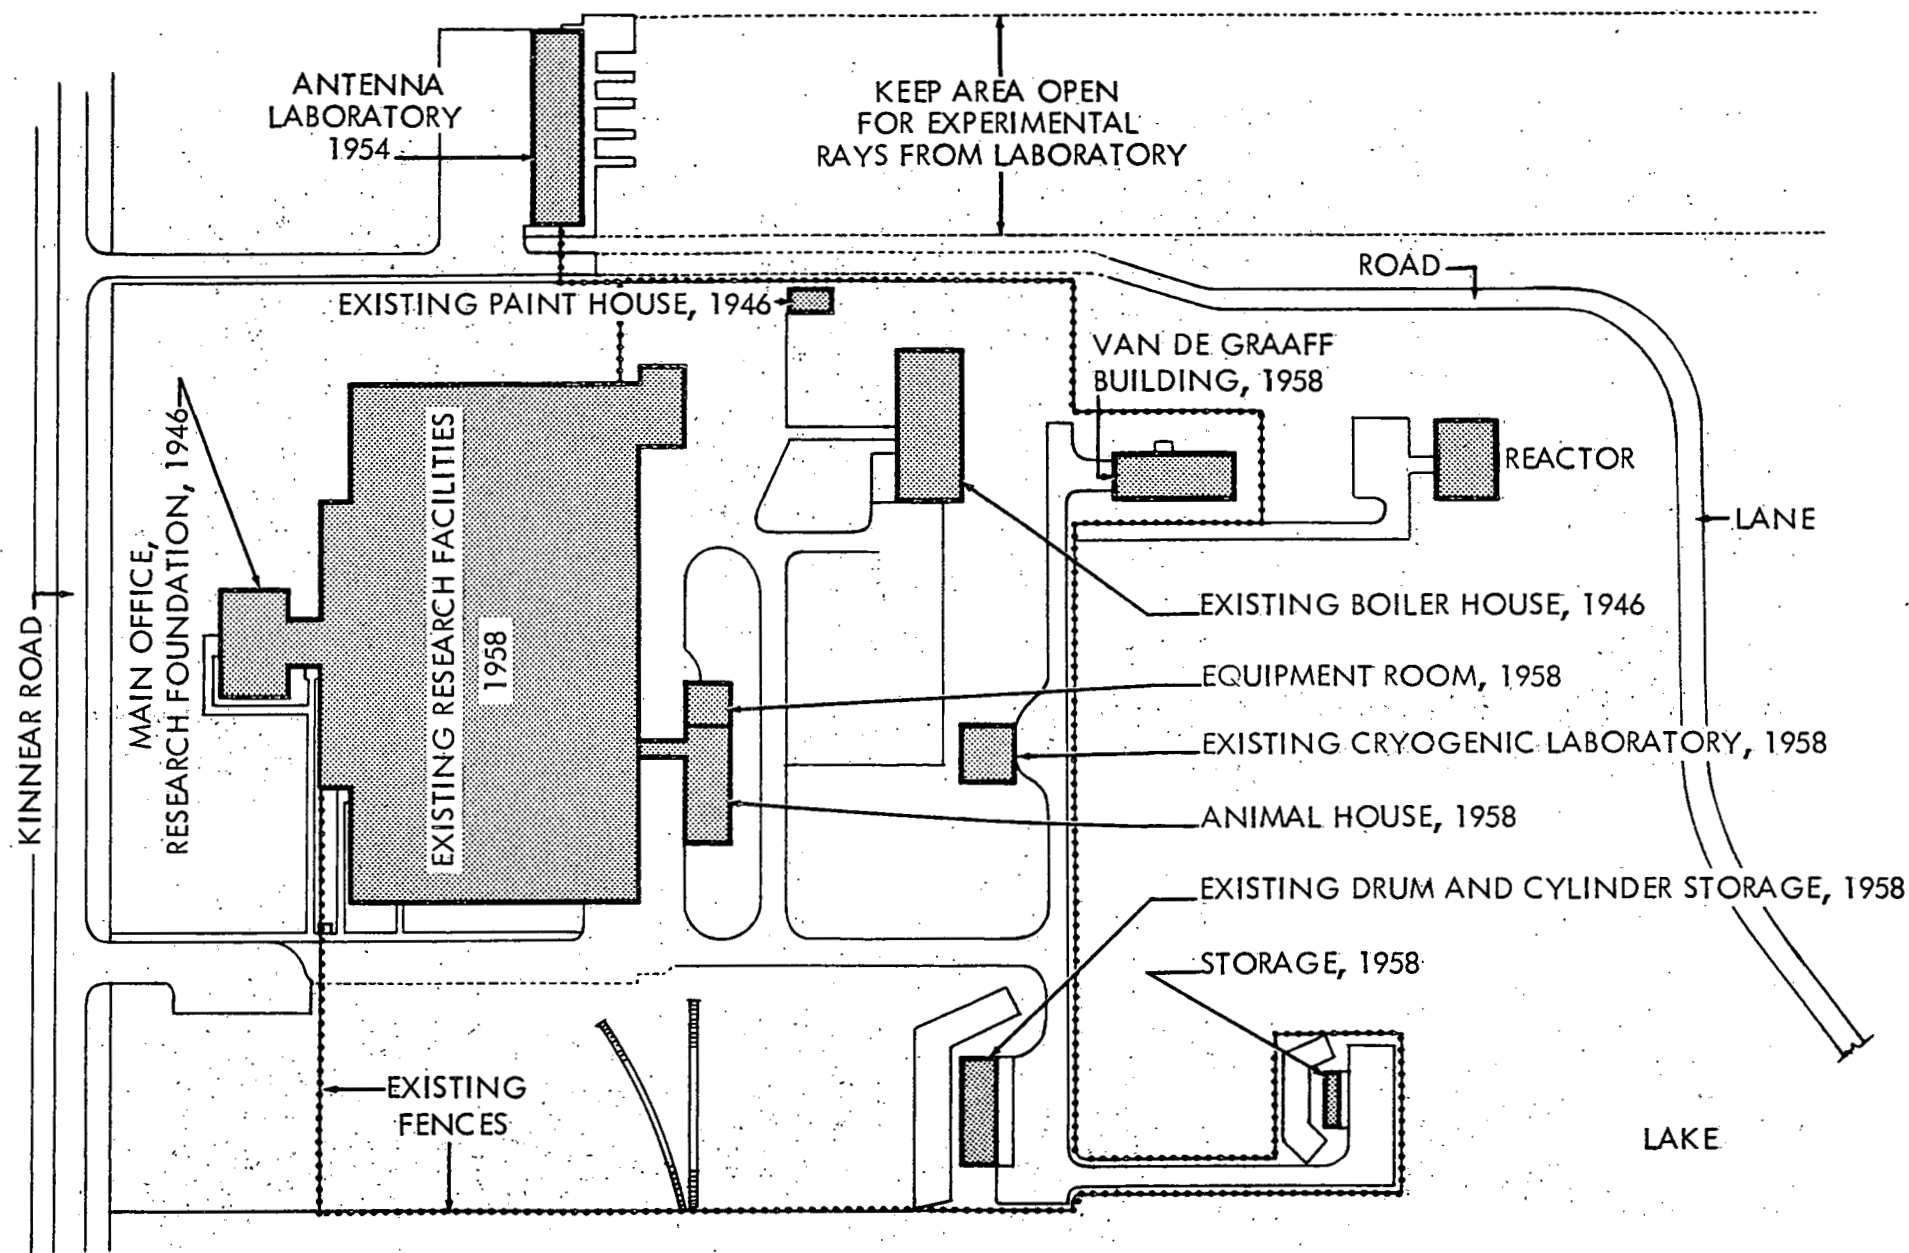 ANTENNA
LABORATORY
1954
KEEP AREA OPEN
FOR EXPERIMENTAL
RAYS FROM LABORATORY
ROAD
EXISTING PAINT HOUSE, 1946
VAN DE GRAAFF
BUILDING, 1958
REACTOR
LANE
MAIN OFFICE,
RESEARCH FOUNDATION, 1946
EXISTING RESEARCH FACILITIES
1958
KINNEAR ROAD
EXISTING BOILER HOUSE, 1946
EQUIPMENT ROOM, 1958
EXISTING CRYOGENIC LABORATORY, 1958
ANIMAL HOUSE, 1958
EXISTING DRUM AND CYLINDER STORAGE, 1958
STORAGE, 1958
EXISTING
FENCES
LAKE